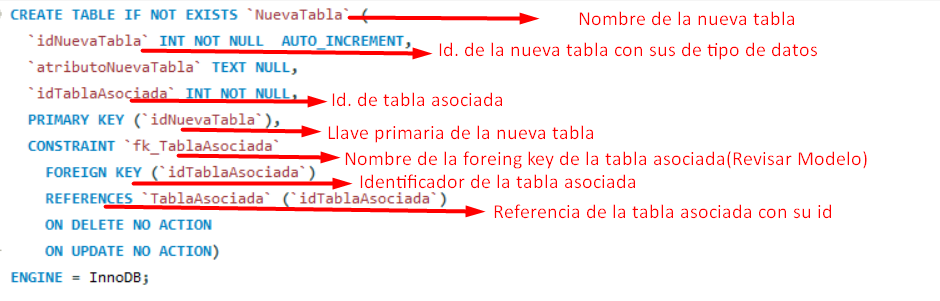 CREATE TABLE IF NOT EXISTS `NuevaTabla` ( Nombre de la nueva tabla
`idNuevaTabla` INT NOT NULL AUTO_INCREMENT, Id. de la nueva tabla con sus de tipo de datos
`atributoNuevaTabla` TEXT NULL,
`idTablaAsociada` INT NOT NULL, Id. de tabla asociada
PRIMARY KEY (`idNuevaTabla`), Llave primaria de la nueva tabla
CONSTRAINT `fk_TablaAsociada` Nombre de la foreing key de la tabla asociada(Revisar Modelo)
FOREIGN KEY (`idTablaAsociada`) Identificador de la tabla asociada
REFERENCES `TablaAsociada` (`idTablaAsociada`) Referencia de la tabla asociada con su id
ON DELETE NO ACTION
ON UPDATE NO ACTION)
ENGINE = InnoDB;